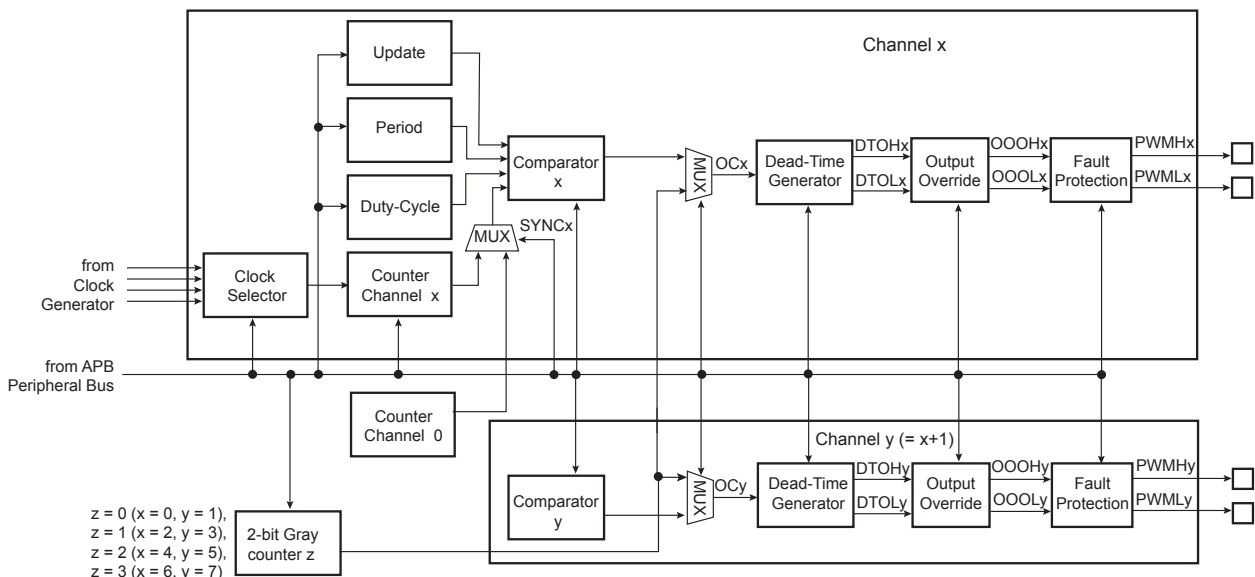 Channel x
Update
Period
Duty-Cycle
Comparator
x
MUX
SYNCx
MUX
OCx
Dead-Time
Generator
DTOHx
DTOLx
Output
Override
OOOHx
OOOLx
Fault
Protection
PWMHx
PWMLx
from
Clock
Generator
Clock
Selector
Counter
Channel x
from APB
Peripheral Bus
Counter
Channel 0
Channel y (= x+1)
Comparator
y
MUX
OCy
Dead-Time
Generator
DTOHy
DTOLy
Output
Override
OOOHy
OOOLy
Fault
Protection
PWMHy
PWMLy
z = 0 (x = 0, y = 1),
z = 1 (x = 2, y = 3),
z = 2 (x = 4, y = 5),
z = 3 (x = 6, y = 7)
2-bit Gray
counter z